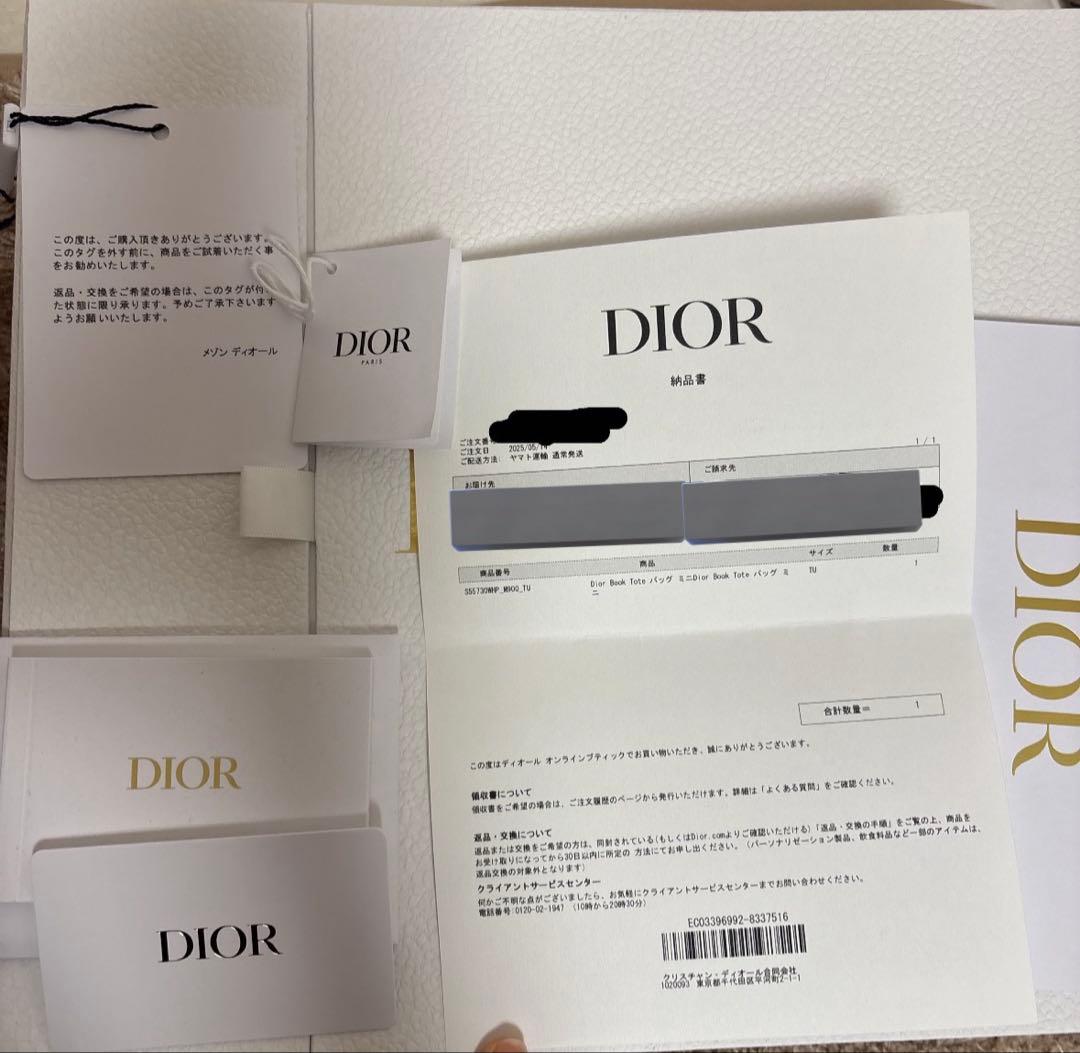 この度は、ご購入頂きありがとうございます。
このタグを外す前に、商品をご試着いただく事
をお勧めいたします。
返品・交換をご希望の場合は、このタグが付い
た状態に限り承ります。予めご了承下さいます
ようお願いいたします。
メゾン ディオール
DIOR
PARIS
DIOR
納品書
ご注文番
ご注文日 2025/05/14
ご配送方法: ヤマト運輸 通常発送
1 / 1
お届け先 ご請求先
商品番号 商品 サイズ 数量
S5573OWHP_M900_TU Dior Book Tote バッグ ミニDior Book Tote バッグ ミ TU 1
ニ
合計数量= 1
この度はディオール オンラインブティックでお買い物いただき、誠にありがとうございます。
領収書について
領収書をご希望の場合は、ご注文履歴のページから発行いただけます。詳細は「よくある質問」をご確認ください。
返品・交換について
返品または交換をご希望の方は、同封されている(もしくはDior.comよりご確認いただける)「返品・交換の手順」をご覧の上、商品を
お受け取りになってから30日以内に所定の 方法にてお申し出ください。(パーソナリゼーション製品、飲食料品など一部のアイテムは、
返品交換の対象外となります)
クライアントサービスセンター
何かご不明な点がございましたら、お気軽にクライアントサービスセンターまでお問い合わせください。
電話番号:0120-02-1947 (10時から20時30分)
EC03396992-8337516
クリスチャン・ディオール合同会社
1020093 東京都千代田区平河町2-1-1
DIOR
DIOR
DIOR